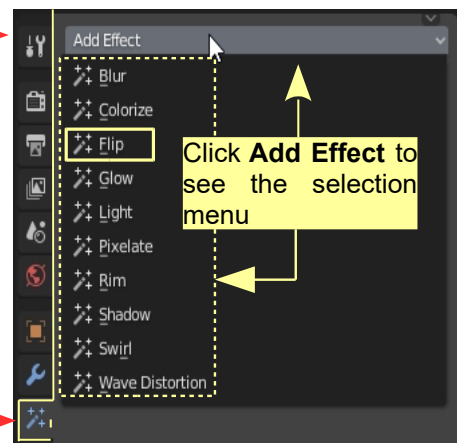 Add Effect
Blur
Colorize
Flip
Click Add Effect to
see the selection
menu
Glow
Light
Pixelate
Rim
Shadow
Swirl
Wave Distortion